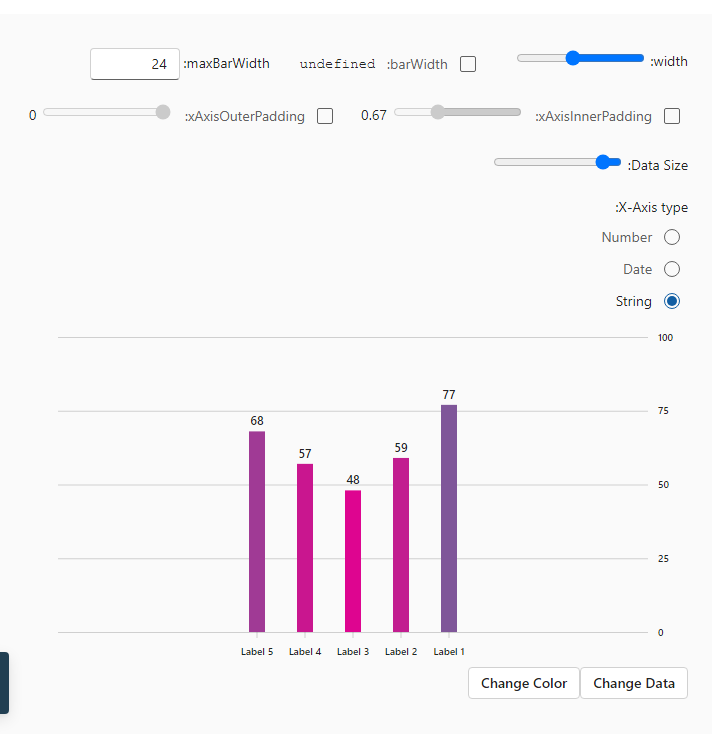 :width
undefined :barWidth
24 :maxBarWidth
:xAxisInnerPadding
0.67
:xAxisOuterPadding
0
:Data Size
:X-Axis type
Number
Date
String
100
75
50
25
0
77
59
48
57
68
Label 1
Label 2
Label 3
Label 4
Label 5
Change Data
Change Color